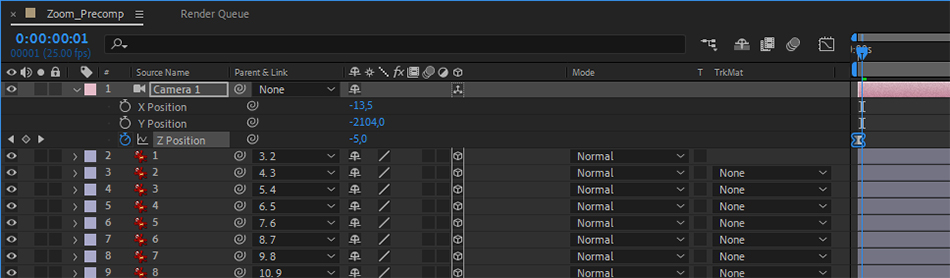 Zoom_Precomp Render Queue
0:00:00:01
00001 (25.00 fps)
# Source Name Parent & Link fx Mode T TrkMat
1 Camera 1 None
X Position -13,5
Y Position -2104,0
Z Position -5,0
2 1 3. 2 Normal
3 2 4. 3 Normal None
4 3 5. 4 Normal None
5 4 6. 5 Normal None
6 5 7. 6 Normal None
7 6 8. 7 Normal None
8 7 9. 8 Normal None
9 8 10. 9 Normal None